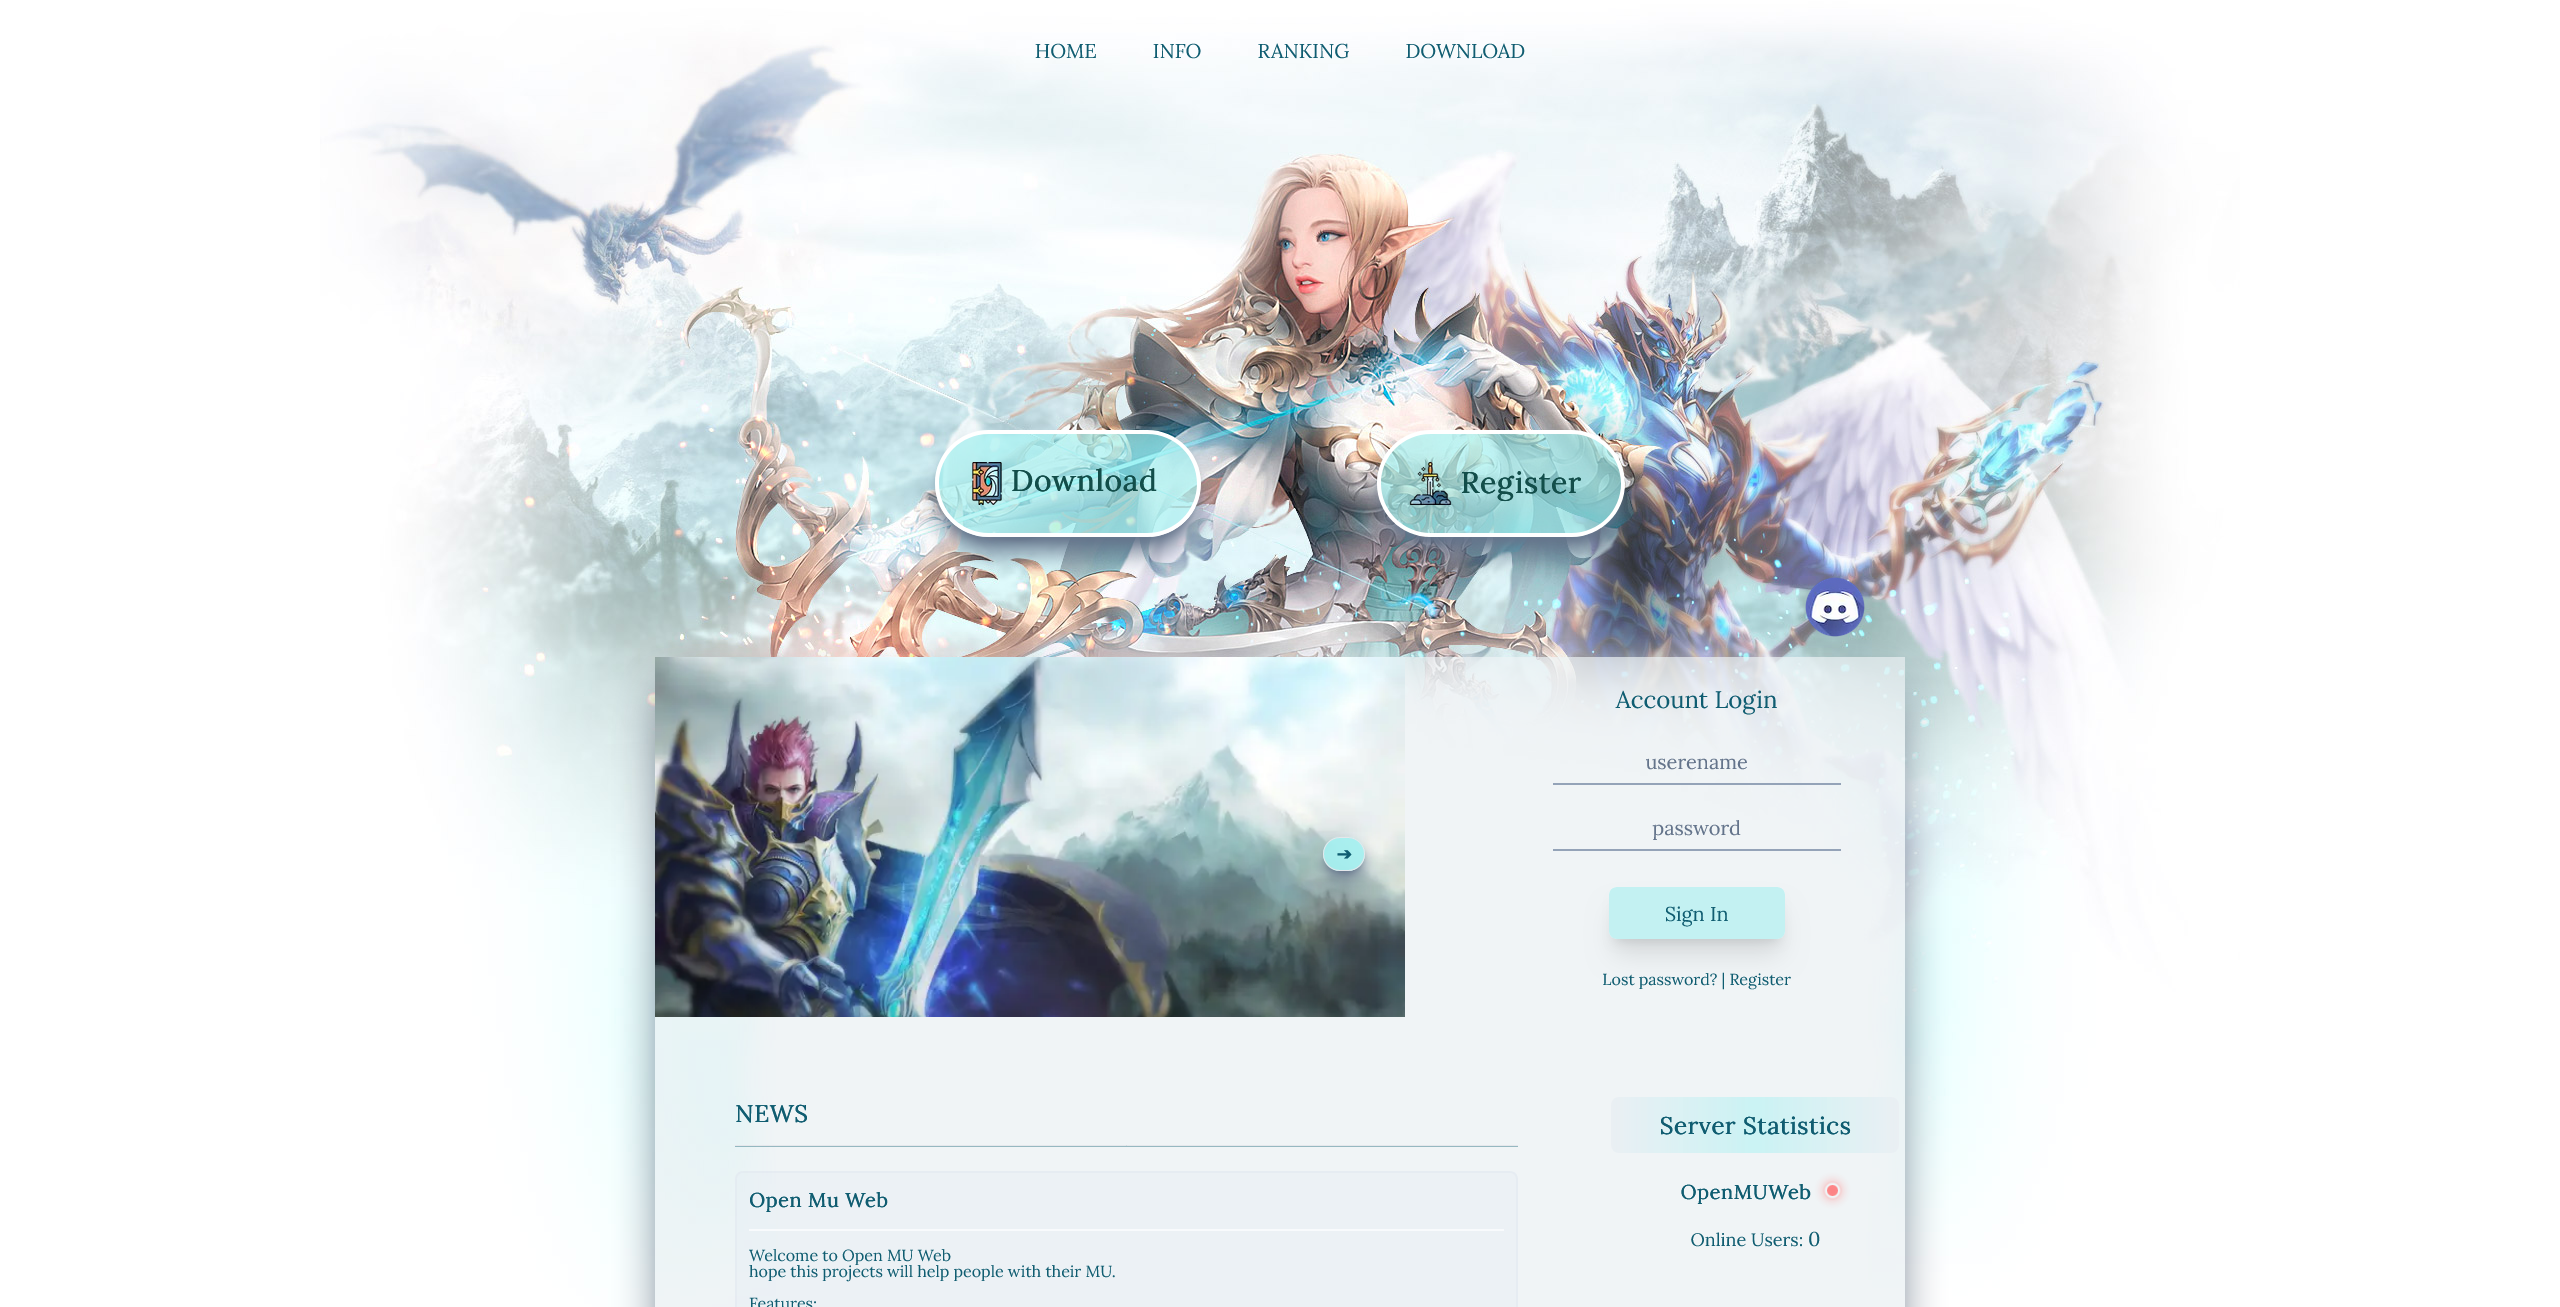 HOME INFO RANKING DOWNLOAD
Download
Register
Account Login
userename
password
➔
Sign In
Lost password? | Register
NEWS
Open Mu Web
Welcome to Open MU Web
hope this projects will help people with their MU.
Features:
Server Statistics
OpenMUWeb
Online Users: 0